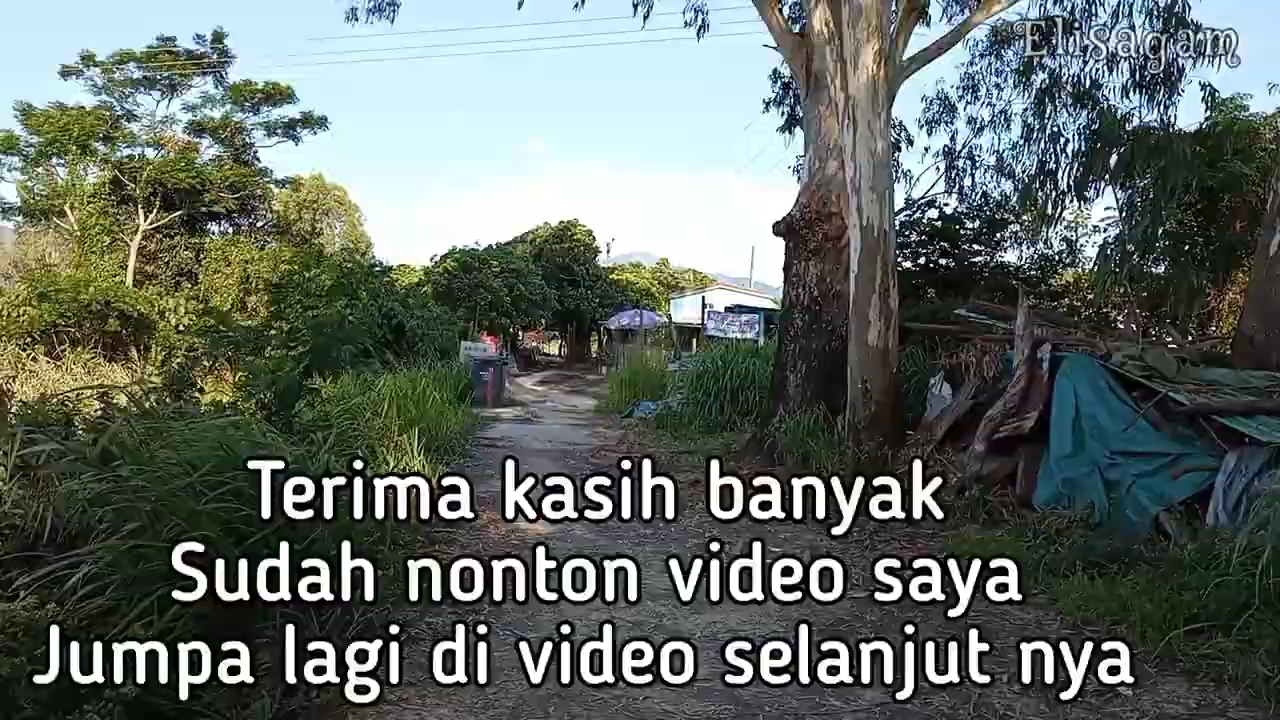 Elisagam
Terima kasih banyak
Sudah nonton video saya
Jumpa lagi di video selanjut nya